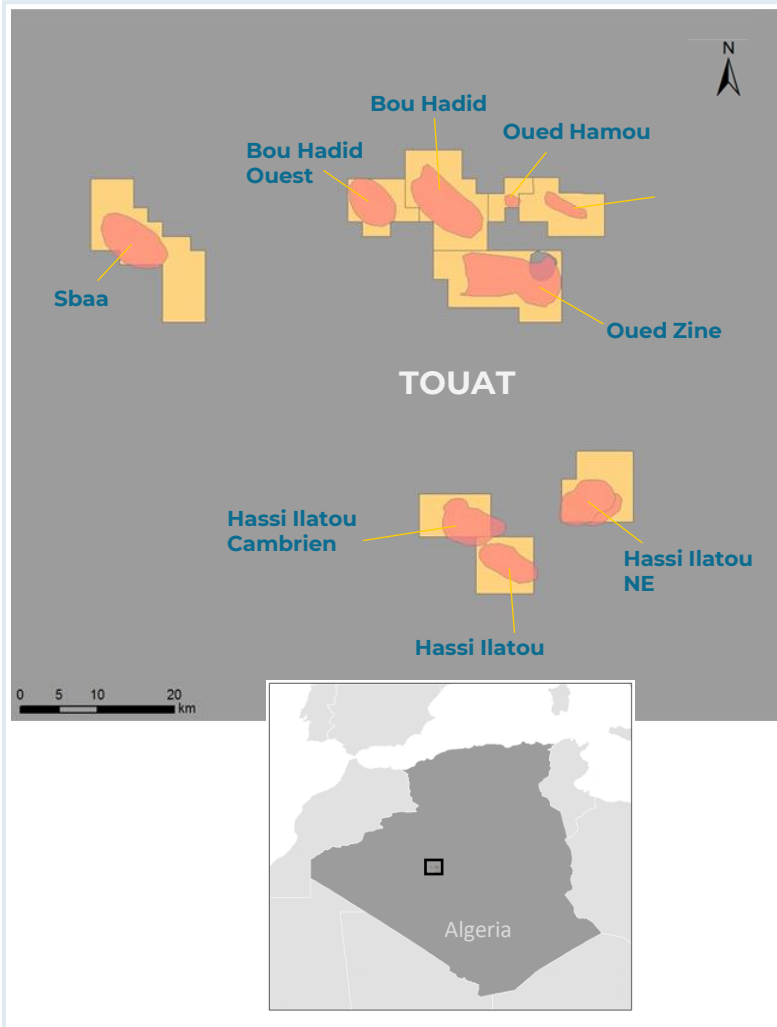 N
Bou Hadid
Oued Hamou
Bou Hadid
Ouest
Sbaa
Oued Zine
TOUAT
Hassi Ilatou
Cambrien
Hassi Ilatou
NE
Hassi Ilatou
0 5 10 20
km
Algeria